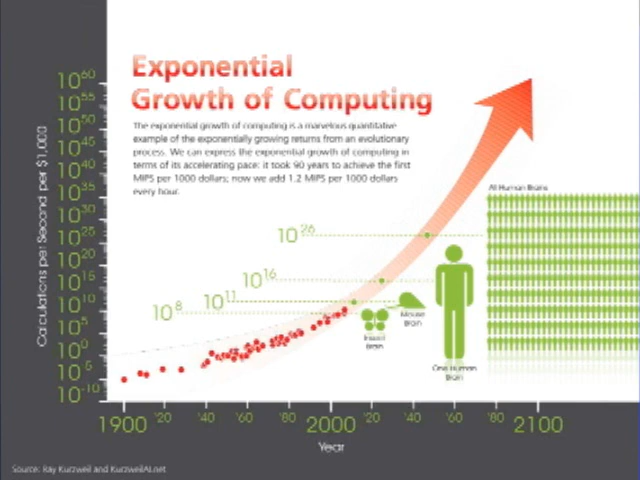 Exponential
Growth of Computing
The exponential growth of computing is a marvelous quantitative
example of the exponentially growing returns from an evolutionary
process. We can express the exponential growth of computing in
terms of its accelerating pace: it took 90 years to achieve the first
MIPS per 1000 dollars; now we add 1.2 MIPS per 1000 dollars
every hour.
Calculations per Second per $1,000
10^60
10^55
10^50
10^45
10^40
10^35
10^30
10^25
10^20
10^15
10^10
10^5
10^0
10^-5
10^-10
All Human Brains
10^26
10^16
10^11
10^8
Insect
Brain
Mouse
Brain
One Human
Brain
1900 '20 '40 '60 '80 2000 '20 '40 '60 '80 2100
Year
Source: Ray Kurzweil and KurzweilAI.net